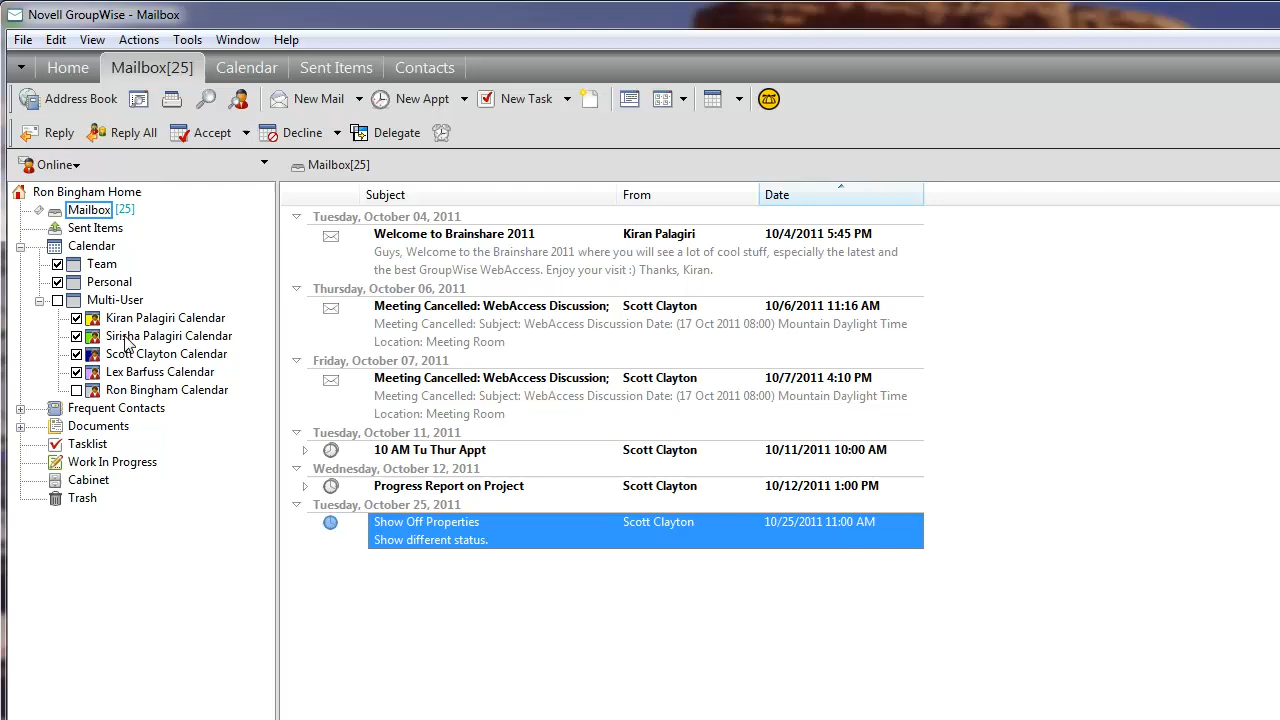 Novell GroupWise - Mailbox
File Edit View Actions Tools Window Help
Home Mailbox[25] Calendar Sent Items Contacts
Address Book New Mail New Appt New Task
Reply Reply All Accept Decline Delegate
Online Mailbox[25]
Ron Bingham Home
Mailbox [25]
Sent Items
Calendar
Team
Personal
Multi-User
Kiran Palagiri Calendar
Sirisha Palagiri Calendar
Scott Clayton Calendar
Lex Barfuss Calendar
Ron Bingham Calendar
Frequent Contacts
Documents
Tasklist
Work In Progress
Cabinet
Trash
Subject From Date
Tuesday, October 04, 2011
Welcome to Brainshare 2011 Kiran Palagiri 10/4/2011 5:45 PM
Guys, Welcome to the Brainshare 2011 where you will see a lot of cool stuff, especially the latest and
the best GroupWise WebAccess. Enjoy your visit :) Thanks, Kiran.
Thursday, October 06, 2011
Meeting Cancelled: WebAccess Discussion; Scott Clayton 10/6/2011 11:16 AM
Meeting Cancelled: Subject: WebAccess Discussion Date: (17 Oct 2011 08:00) Mountain Daylight Time
Location: Meeting Room
Friday, October 07, 2011
Meeting Cancelled: WebAccess Discussion; Scott Clayton 10/7/2011 4:10 PM
Meeting Cancelled: Subject: WebAccess Discussion Date: (17 Oct 2011 08:00) Mountain Daylight Time
Location: Meeting Room
Tuesday, October 11, 2011
10 AM Tu Thur Appt Scott Clayton 10/11/2011 10:00 AM
Wednesday, October 12, 2011
Progress Report on Project Scott Clayton 10/12/2011 1:00 PM
Tuesday, October 25, 2011
Show Off Properties Scott Clayton 10/25/2011 11:00 AM
Show different status.